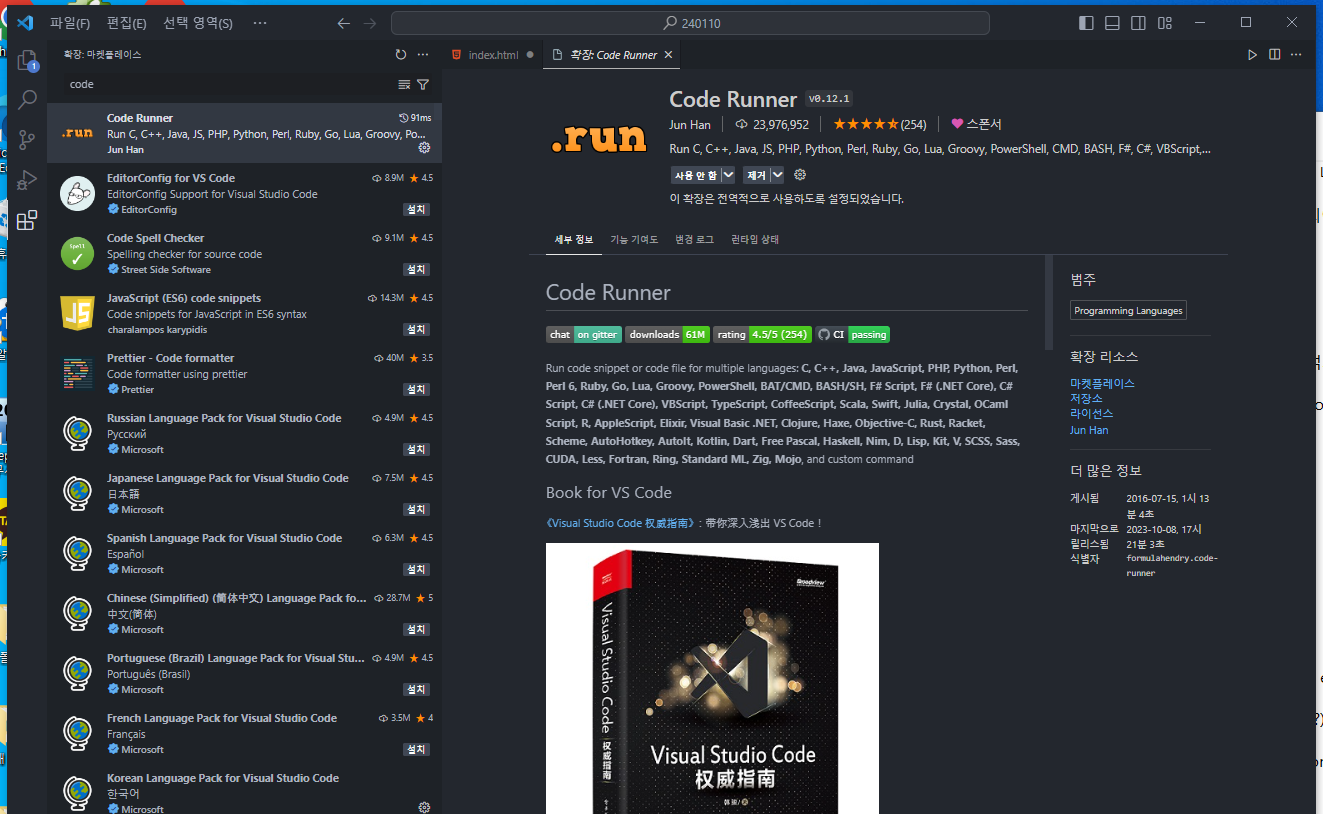 파일(F) 편집(E) 선택 영역(S) ··· 240110
확장: 마켓플레이스
code
Code Runner 91ms
Run C, C++, Java, JS, PHP, Python, Perl, Ruby, Go, Lua, Groovy, Po...
Jun Han
EditorConfig for VS Code 8.9M ★ 4.5
EditorConfig Support for Visual Studio Code
EditorConfig 설치
Code Spell Checker 9.1M ★ 4.5
Spelling checker for source code
Street Side Software 설치
JavaScript (ES6) code snippets 14.3M ★ 4.5
Code snippets for JavaScript in ES6 syntax
charalampos karypidis 설치
Prettier - Code formatter 40M ★ 3.5
Code formatter using prettier
Prettier 설치
Russian Language Pack for Visual Studio Code 4.9M ★ 4.5
Русский
Microsoft 설치
Japanese Language Pack for Visual Studio Code 7.5M ★ 4.5
日本語
Microsoft 설치
Spanish Language Pack for Visual Studio Code 6.3M ★ 4.5
Español
Microsoft 설치
Chinese (Simplified) (简体中文) Language Pack fo... 28.7M ★ 5
中文(简体)
Microsoft 설치
Portuguese (Brazil) Language Pack for Visual Stu... 4.9M ★ 4.5
Português (Brasil)
Microsoft 설치
French Language Pack for Visual Studio Code 3.5M ★ 4
Français
Microsoft 설치
Korean Language Pack for Visual Studio Code
한국어
Microsoft
index.html 확장: Code Runner
.run
Code Runner v0.12.1
Jun Han 23,976,952 ★★★★★(254) 스폰서
Run C, C++, Java, JS, PHP, Python, Perl, Ruby, Go, Lua, Groovy, PowerShell, CMD, BASH, F#, C#, VBScript,...
사용 안 함 제거
이 확장은 전역적으로 사용하도록 설정되었습니다.
세부 정보 기능 기여도 변경 로그 런타임 상태
Code Runner
chat on gitter downloads 61M rating 4.5/5 (254) CI passing
Run code snippet or code file for multiple languages: C, C++, Java, JavaScript, PHP, Python, Perl,
Perl 6, Ruby, Go, Lua, Groovy, PowerShell, BAT/CMD, BASH/SH, F# Script, F# (.NET Core), C#
Script, C# (.NET Core), VBScript, TypeScript, CoffeeScript, Scala, Swift, Julia, Crystal, OCaml
Script, R, AppleScript, Elixir, Visual Basic .NET, Clojure, Haxe, Objective-C, Rust, Racket,
Scheme, AutoHotkey, AutoIt, Kotlin, Dart, Free Pascal, Haskell, Nim, D, Lisp, Kit, V, SCSS, Sass,
CUDA, Less, Fortran, Ring, Standard ML, Zig, Mojo, and custom command
Book for VS Code
《Visual Studio Code 权威指南》: 带你深入浅出 VS Code！
Broadview
Visual Studio Code 权威指南
Visual Studio Code
权威指南
韩骏/著
범주
Programming Languages
확장 리소스
마켓플레이스
저장소
라이선스
Jun Han
더 많은 정보
게시됨 2016-07-15, 1시 13
분 4초
마지막으로 2023-10-08, 17시
릴리스됨 21분 3초
식별자 formulahendry.code-
runner